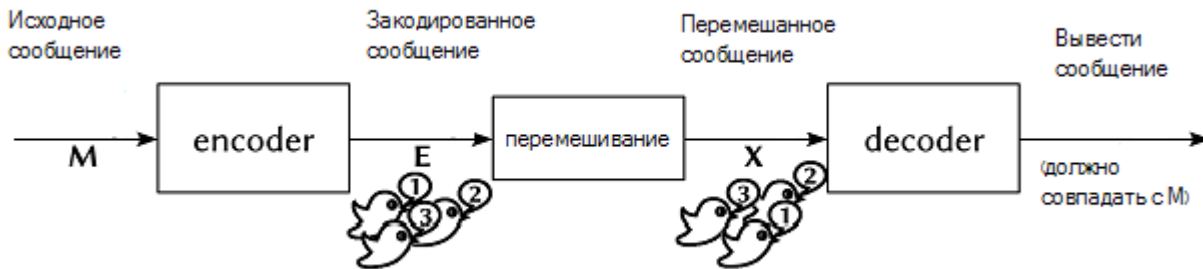 Исходное
сообщение
Закодированное
сообщение
Перемешанное
сообщение
Вывести
сообщение
encoder
перемешивание
decoder
M
E
X
(должно
совпадать с M)
1
2
3
3
2
1